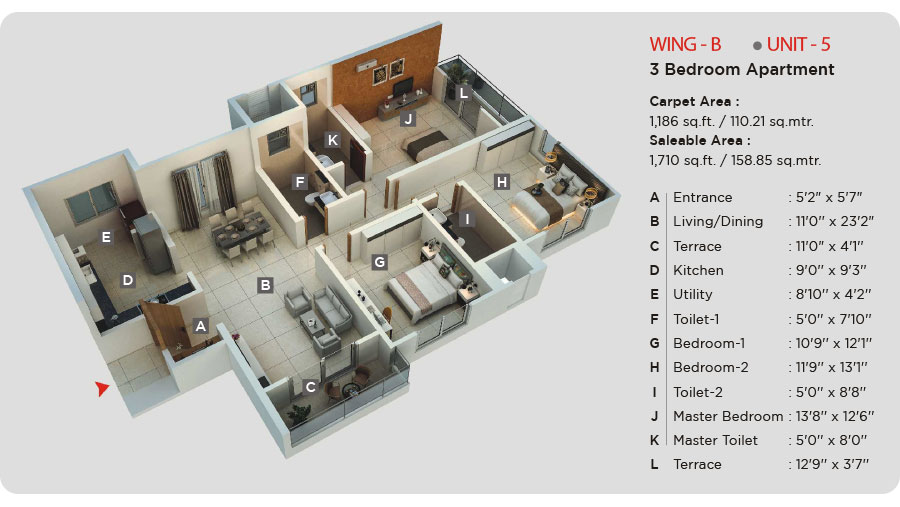 WING - B ● UNIT - 5
3 Bedroom Apartment
Carpet Area :
1,186 sq.ft. / 110.21 sq.mtr.
Saleable Area :
1,710 sq.ft. / 158.85 sq.mtr.
A Entrance : 5'2" x 5'7"
B Living/Dining : 11'0'' x 23'2"
C Terrace : 11'0" x 4'1"
D Kitchen : 9'0'' x 9'3''
E Utility : 8'10'' x 4'2''
F Toilet-1 : 5'0'' x 7'10''
G Bedroom-1 : 10'9'' x 12'1''
H Bedroom-2 : 11'9'' x 13'1''
I Toilet-2 : 5'0'' x 8'8''
J Master Bedroom : 13'8'' x 12'6''
K Master Toilet : 5'0'' x 8'0''
L Terrace : 12'9'' x 3'7''
L
J
K
H
F
I
E
G
D
B
A
C